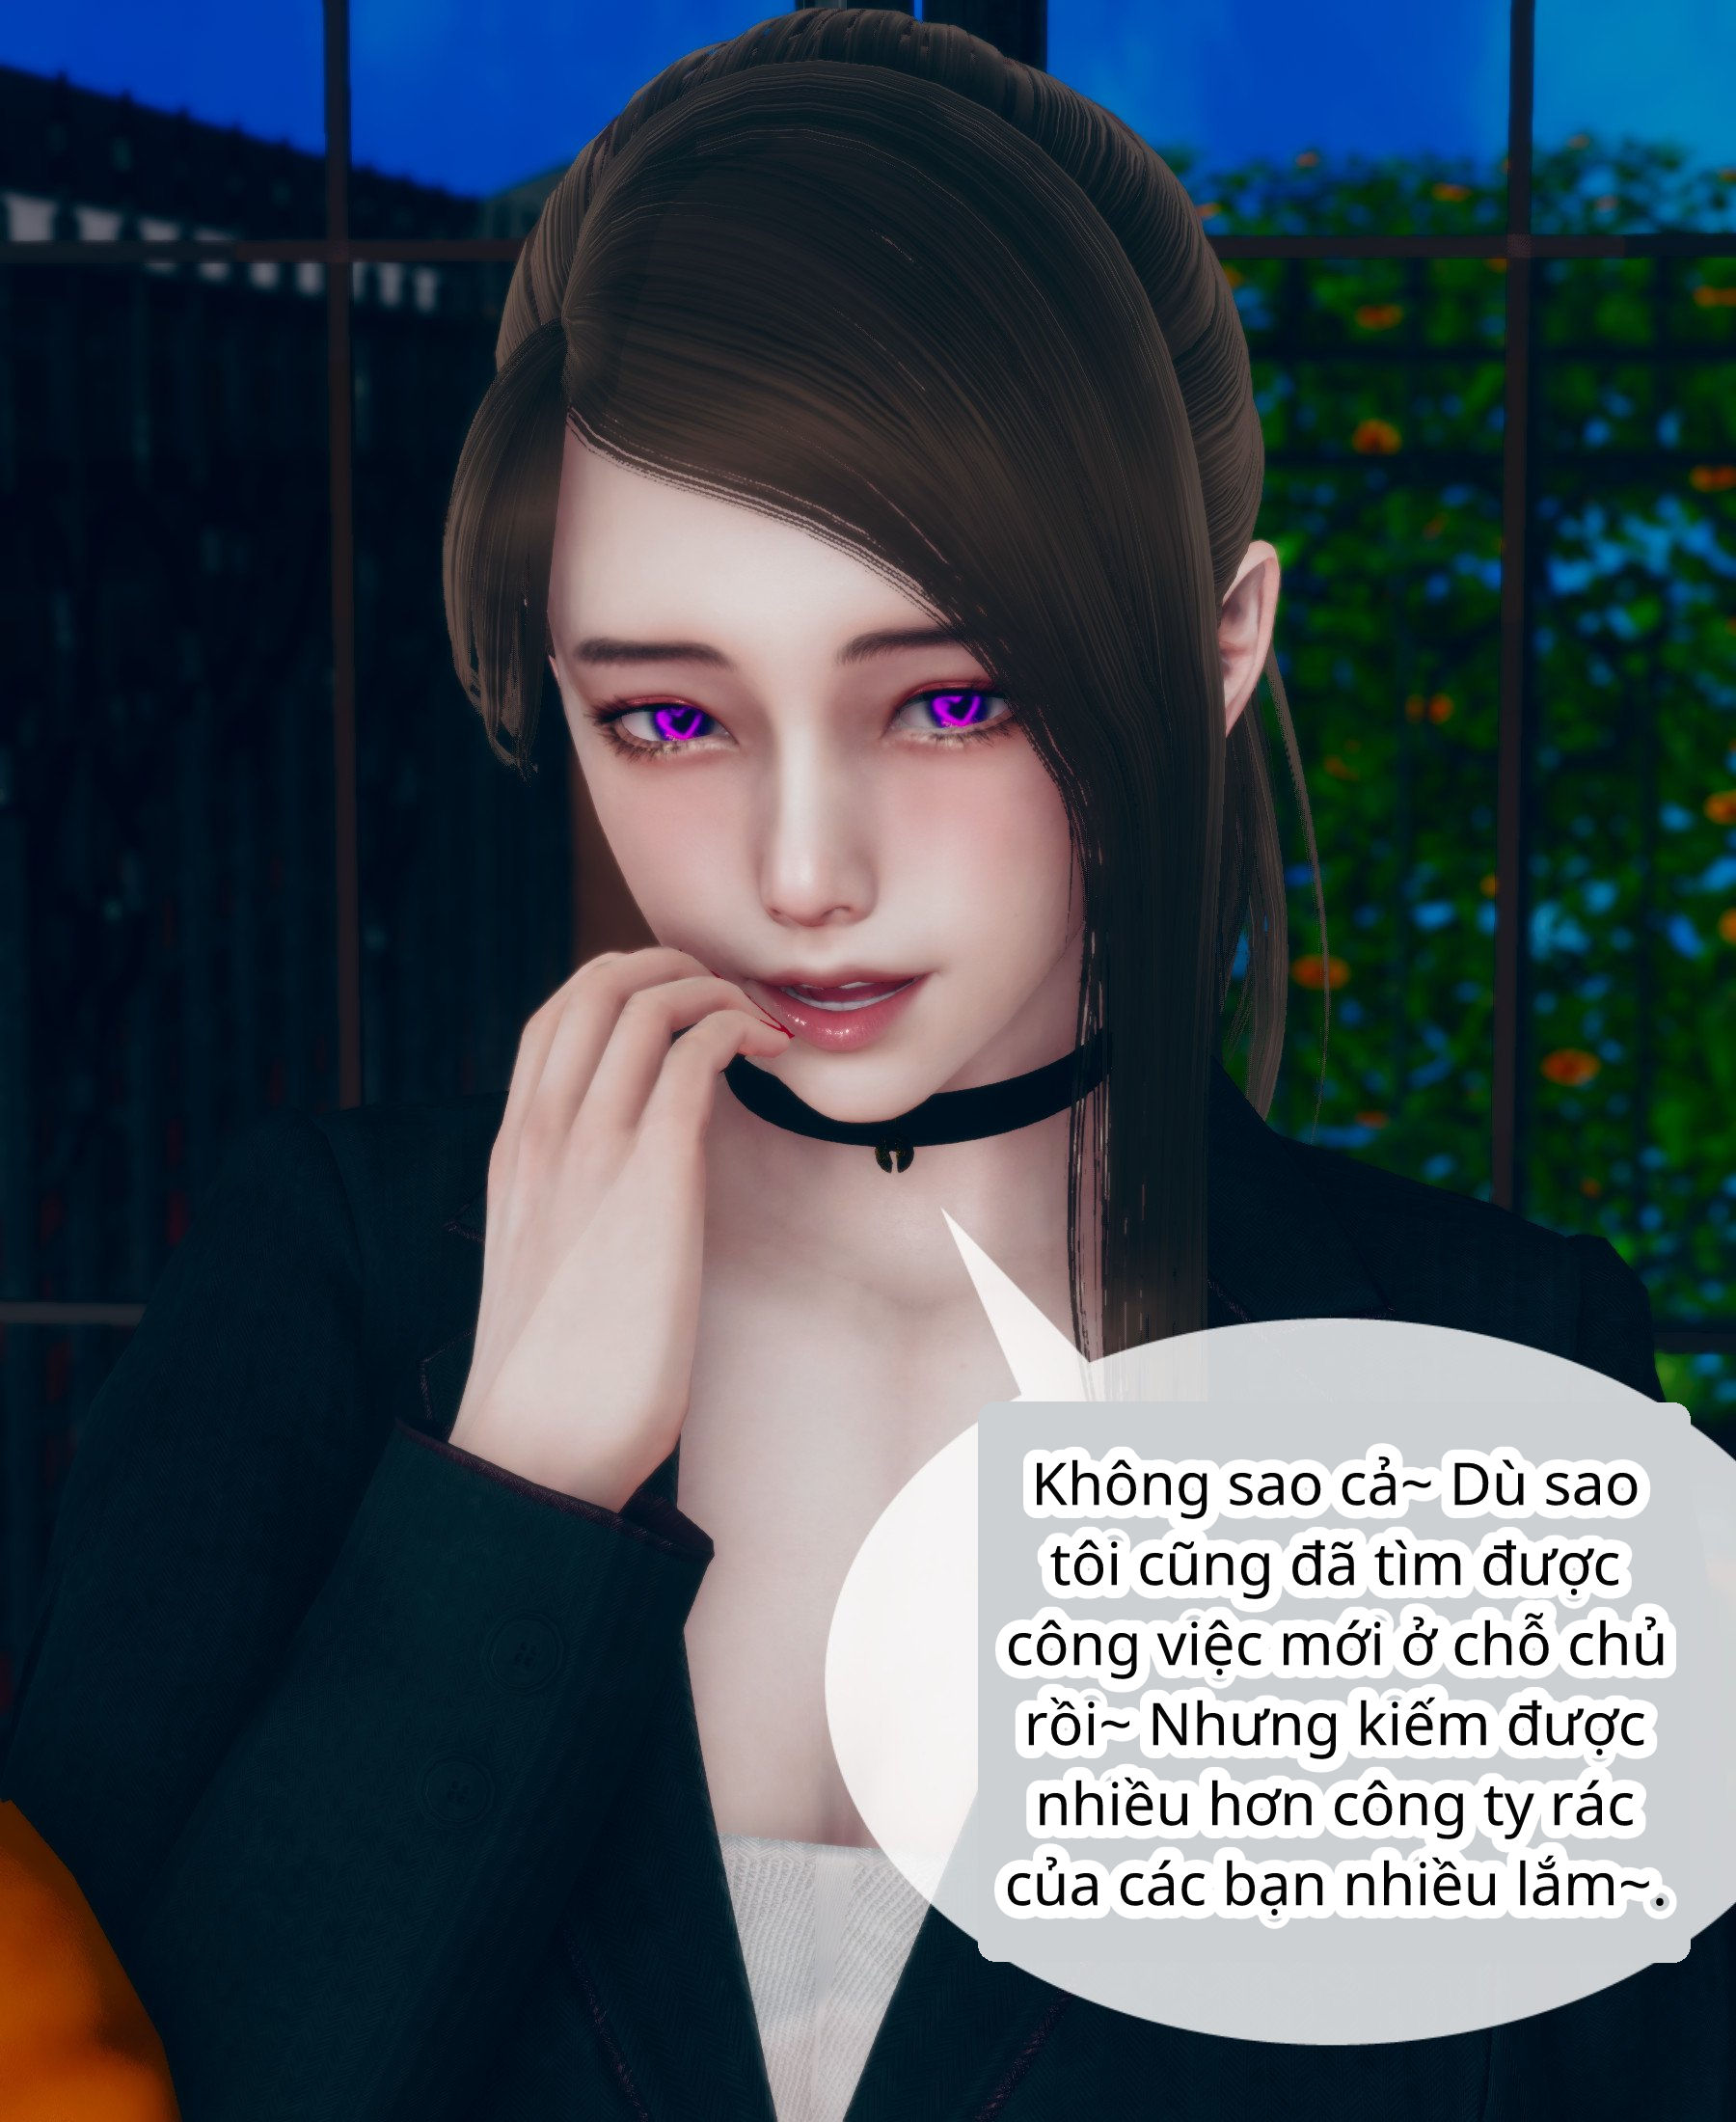 Không sao cả~ Dù sao
tôi cũng đã tìm được
công việc mới ở chỗ chủ
rồi~ Nhưng kiếm được
nhiều hơn công ty rác
của các bạn nhiều lắm~.